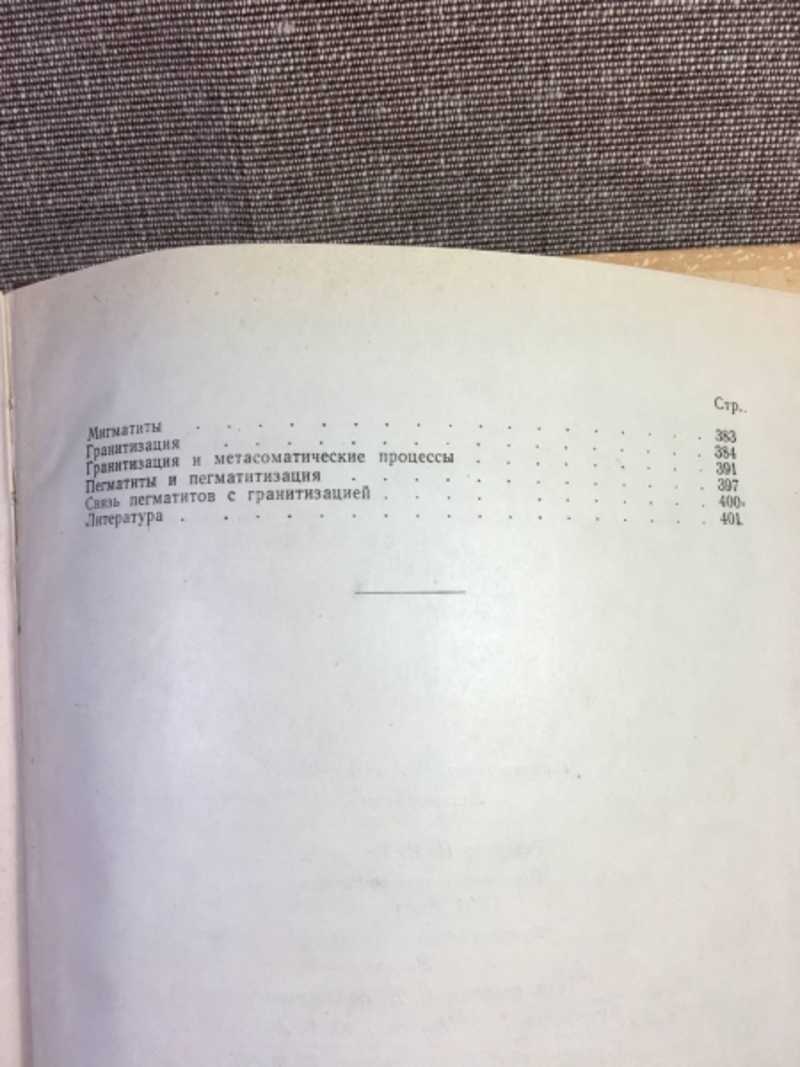 Стр.
Мигматиты . . . . . . . . . . . . . . . . . 383
Гранитизация . . . . . . . . . . . . . . . . 384
Гранитизация и метасоматические процессы . . . . . . . . 391
Пегматиты и пегматитизация . . . . . . . . . . . . 397
Связь пегматитов с гранитизацией . . . . . . . . . . . 400
Литература . . . . . . . . . . . . . . . . . 401